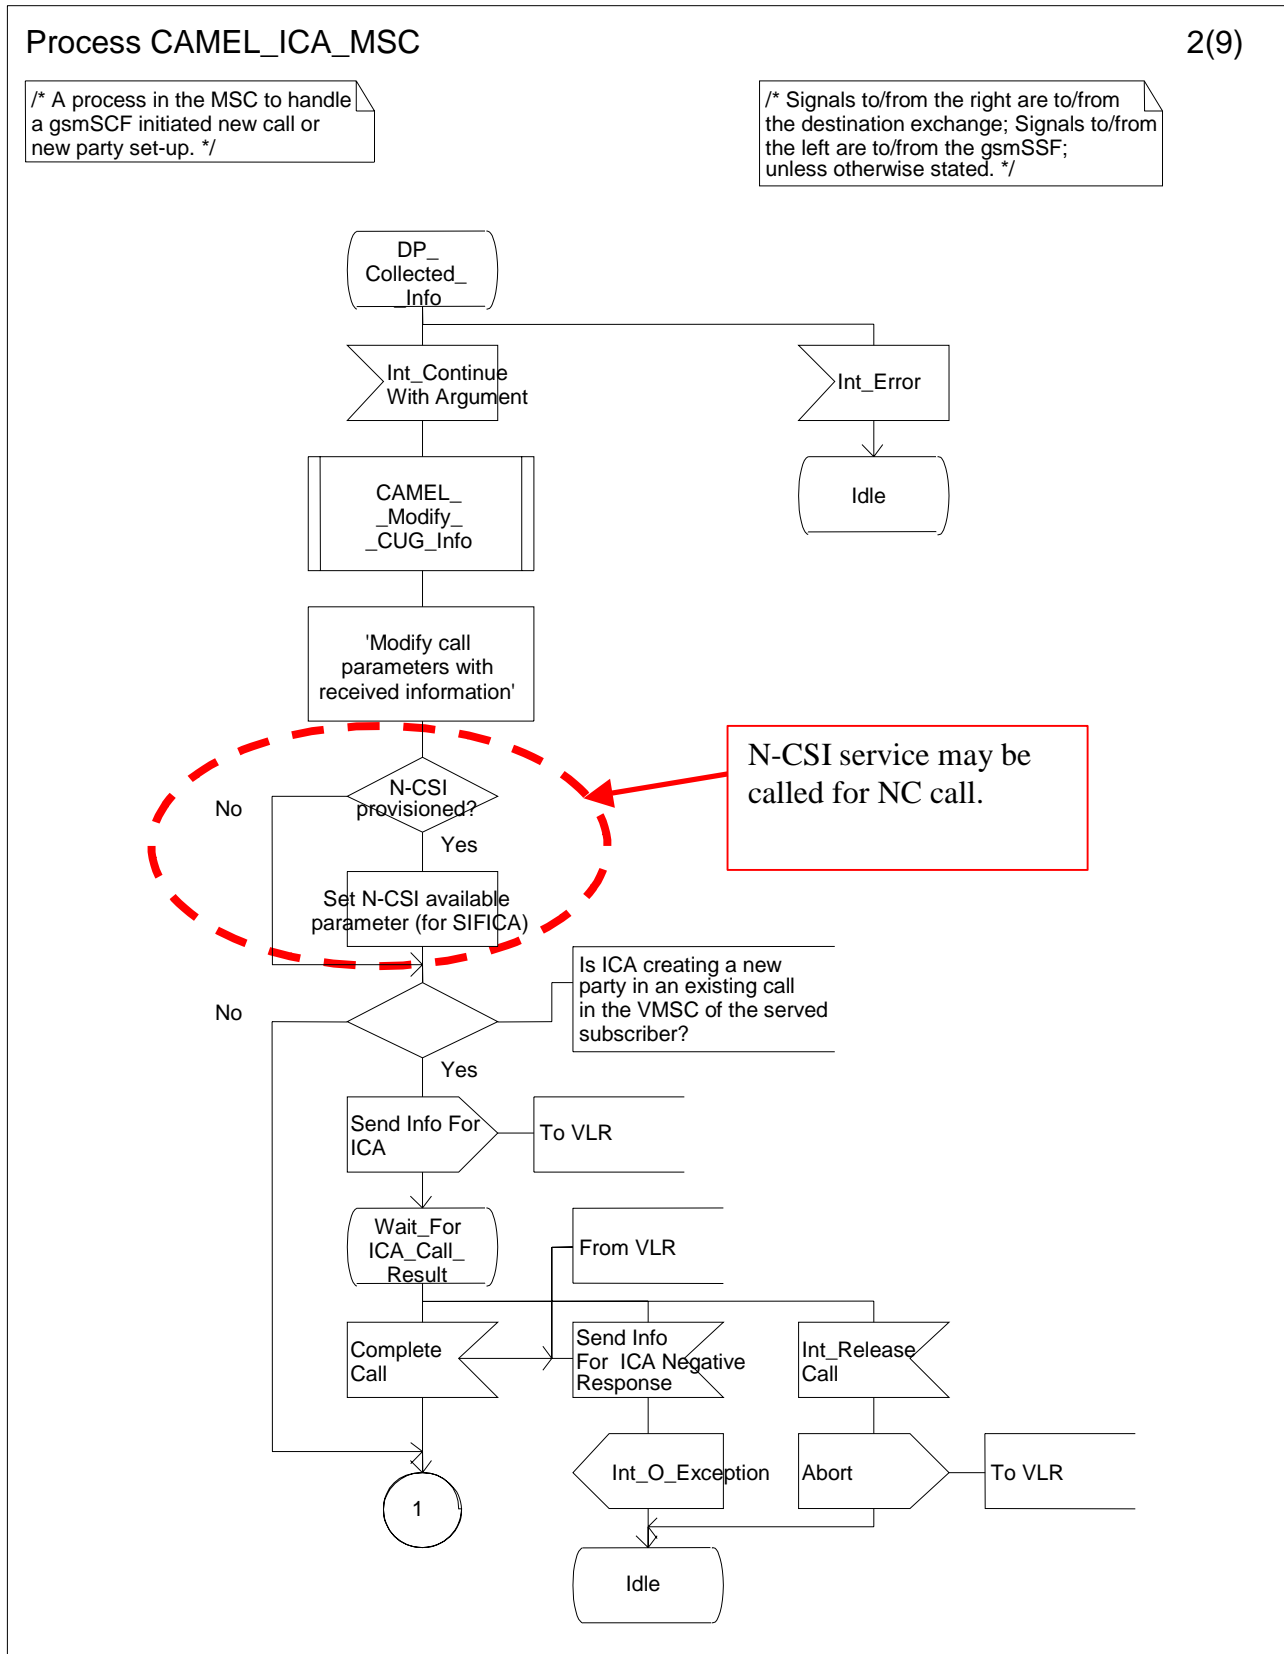 Process CAMEL_ICA_MSC
2(9)
/* A process in the MSC to handle
a gsmSCF initiated new call or
new party set-up. */
/* Signals to/from the right are to/from
the destination exchange; Signals to/from
the left are to/from the gsmSSF;
unless otherwise stated. */
DP_
Collected_
_Info
Int_Continue
With Argument
Int_Error
CAMEL_
_Modify_
_CUG_Info
Idle
'Modify call
parameters with
received information'
N-CSI service may be
called for NC call.
N-CSI
provisioned?
No
Yes
Set N-CSI available
parameter (for SIFICA)
Is ICA creating a new
party in an existing call
in the VMSC of the served
subscriber?
No
Yes
Send Info For
ICA
To VLR
Wait_For
ICA_Call_
Result
From VLR
Complete
Call
Send Info
For  ICA Negative
Response
Int_Release
Call
Int_O_Exception
Abort
To VLR
1
Idle